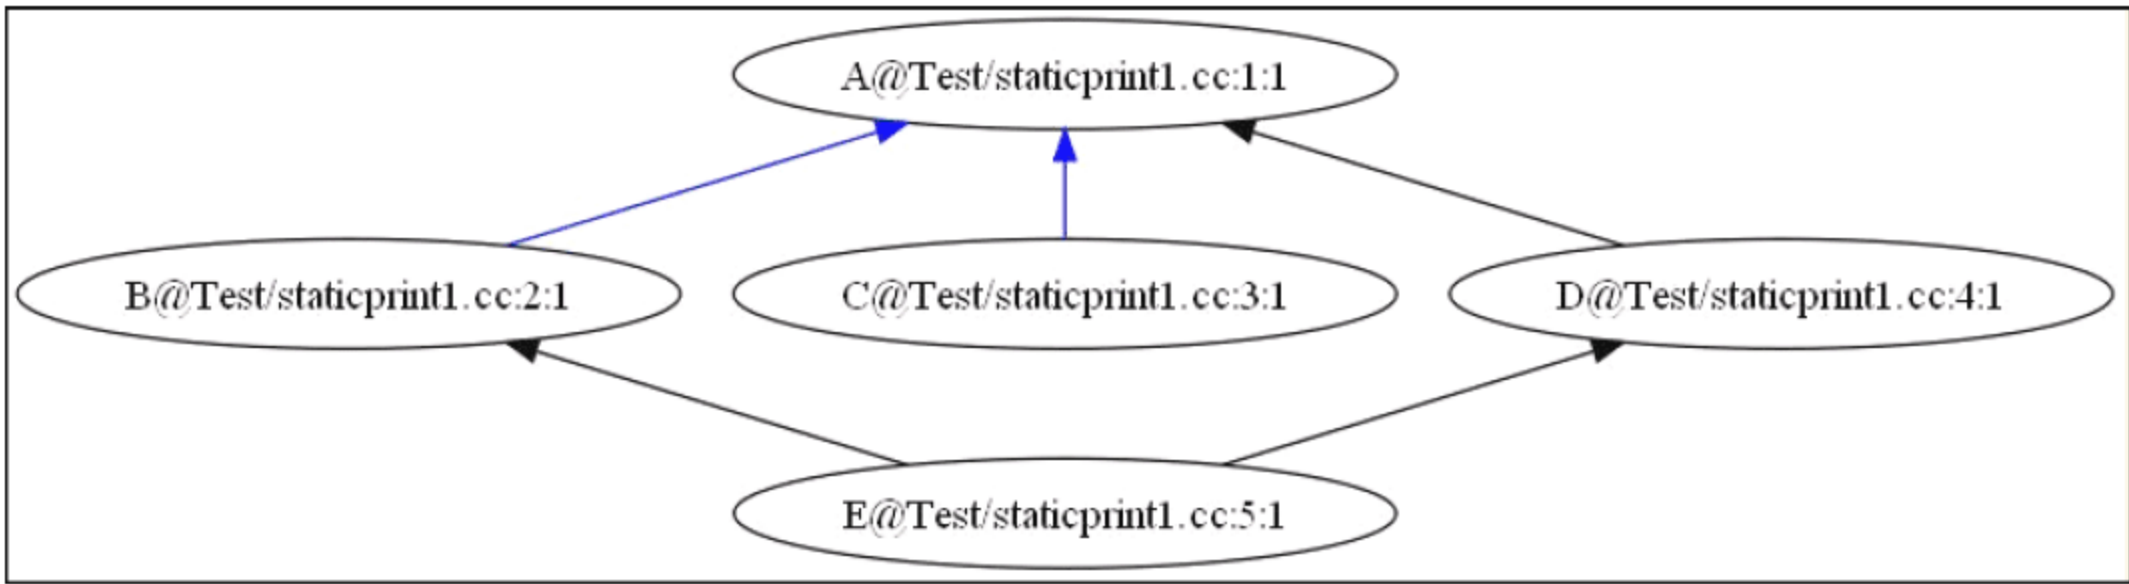 A@Test/staticprint1.cc:1:1
B@Test/staticprint1.cc:2:1
C@Test/staticprint1.cc:3:1
D@Test/staticprint1.cc:4:1
E@Test/staticprint1.cc:5:1